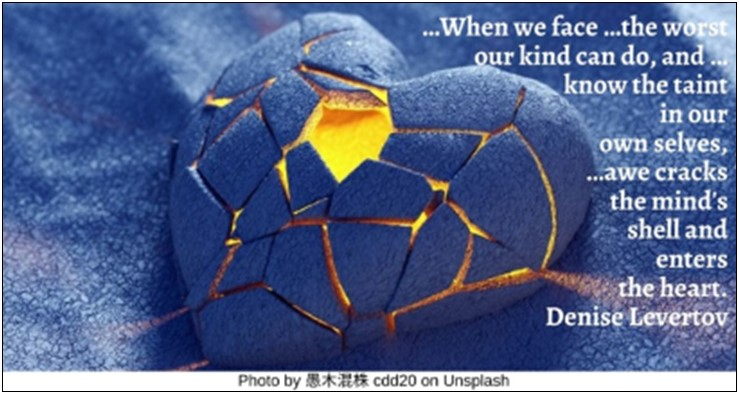 ...When we face ...the worst
our kind can do, and ...
know the taint
in our
own selves,
...awe cracks
the mind's
shell and
enters
the heart.
Denise Levertov
Photo by 愚木混株 cdd20 on Unsplash